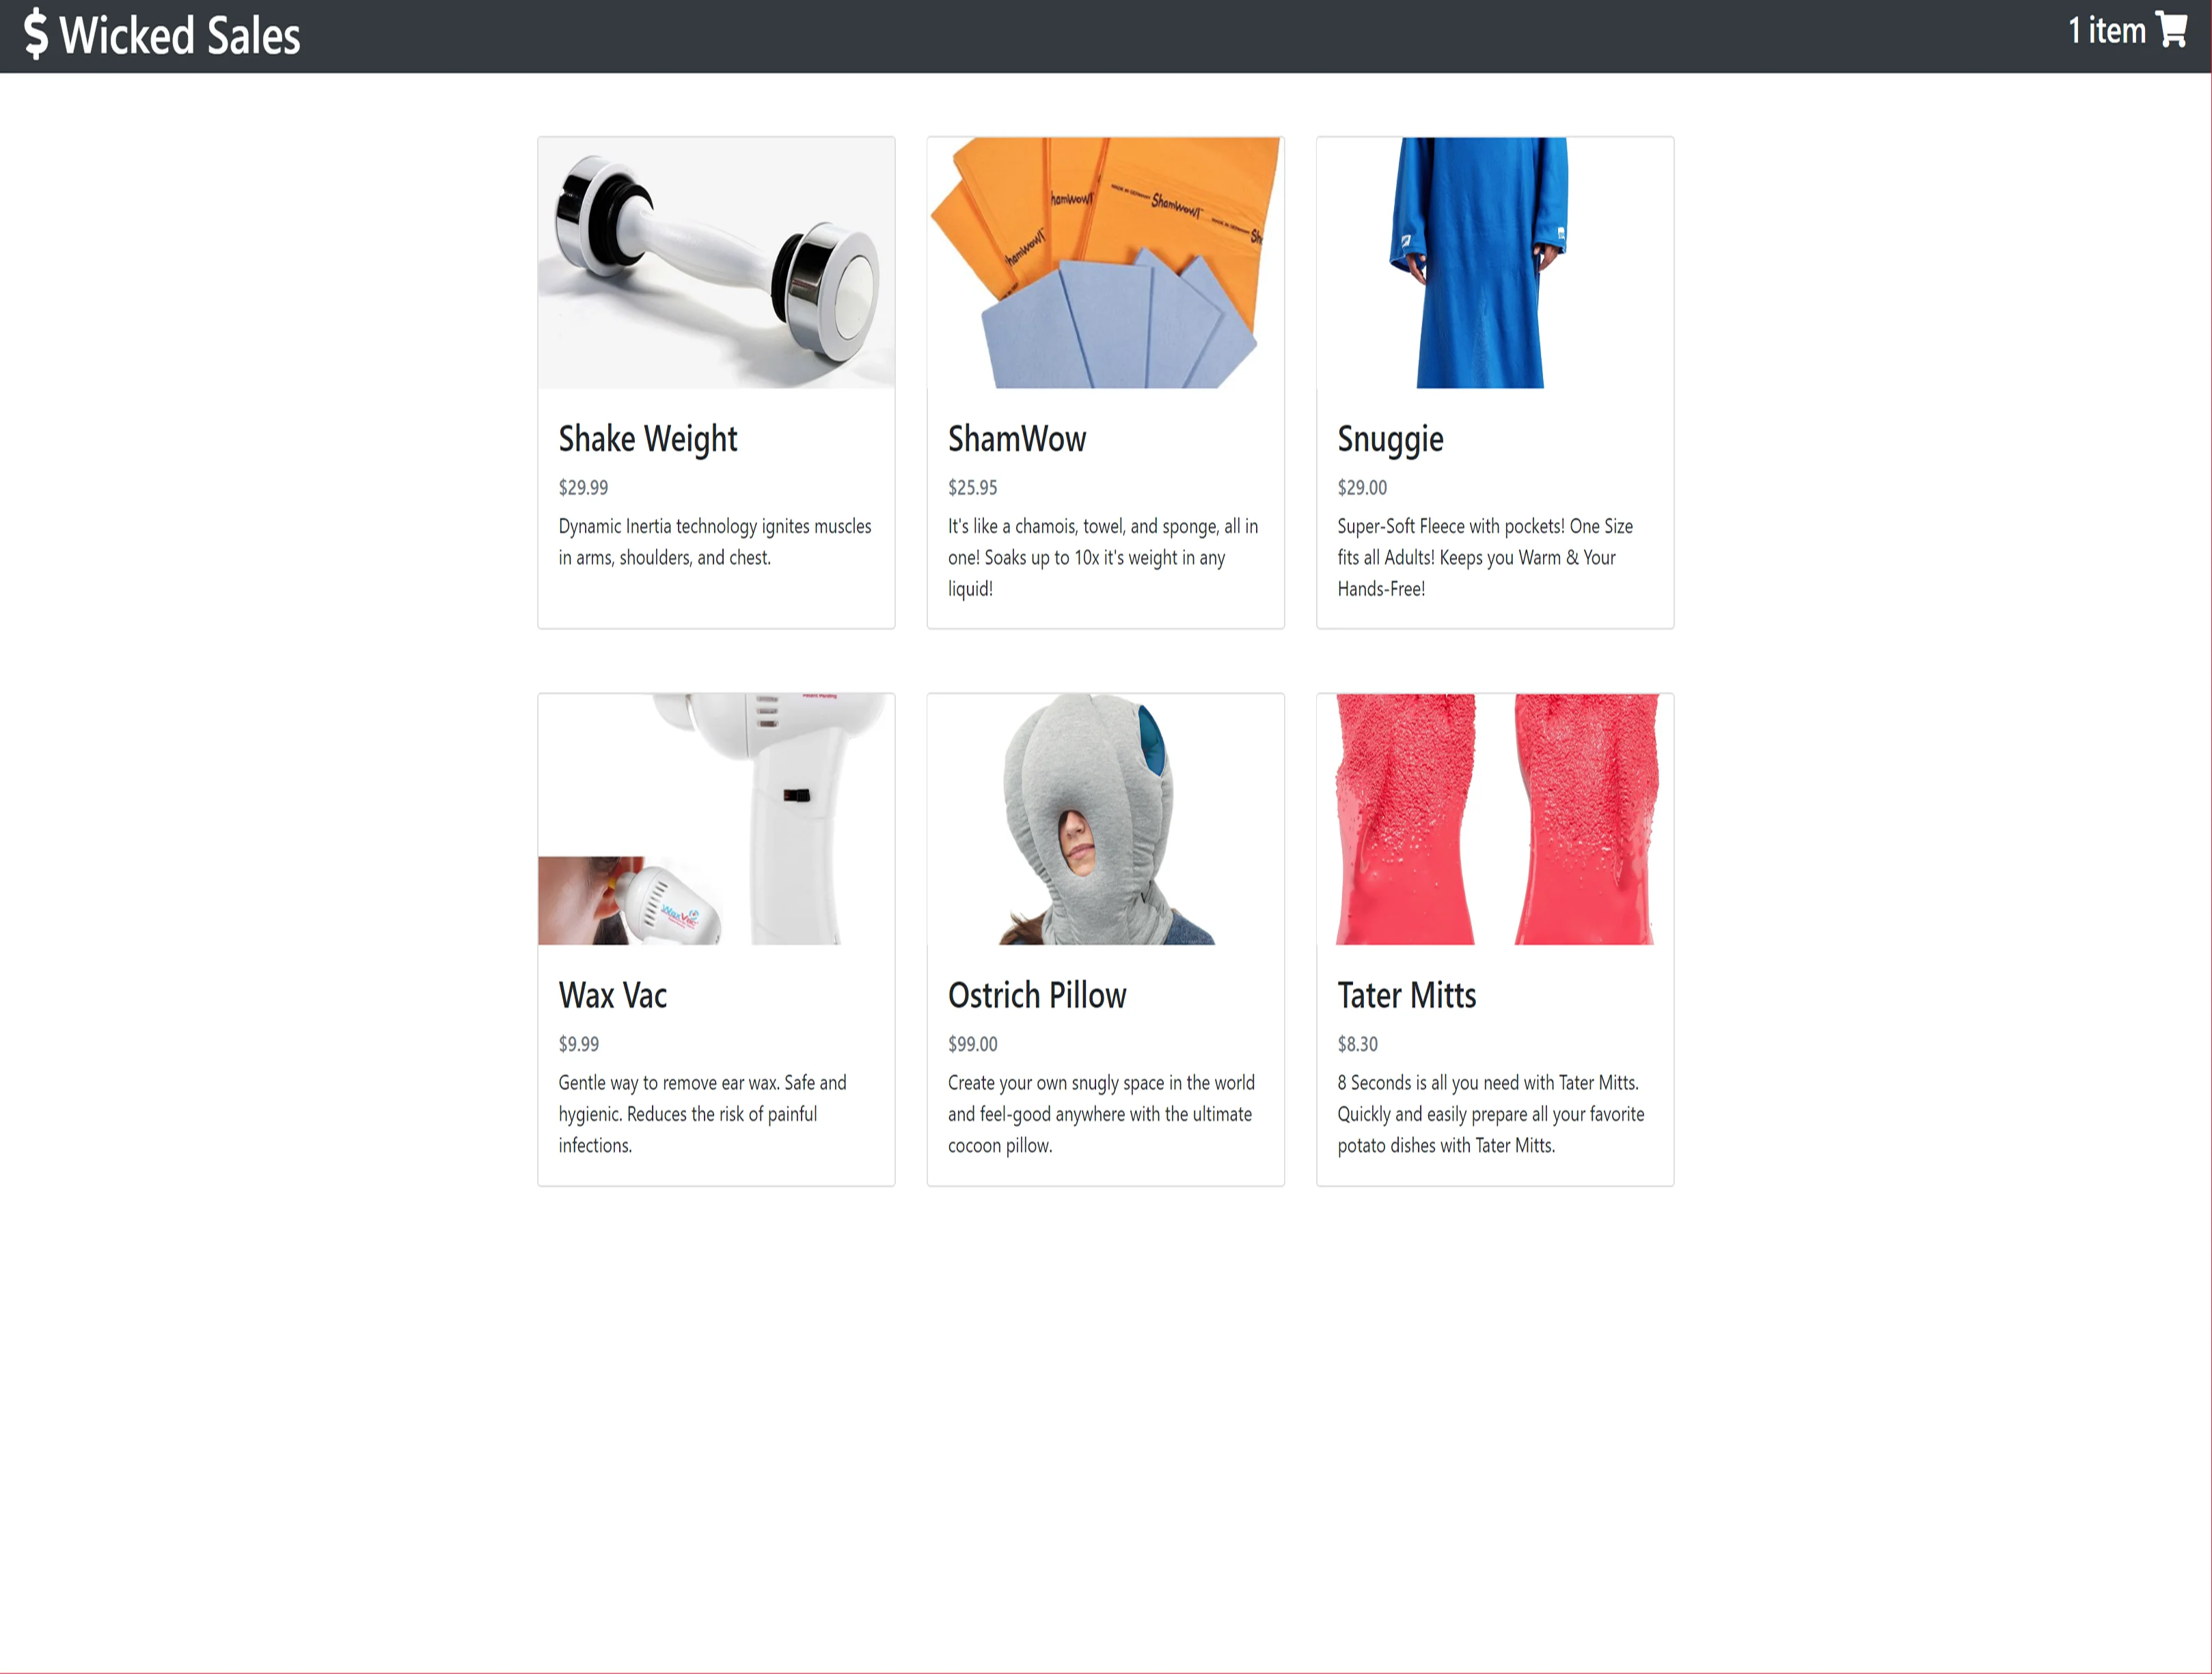 $ Wicked Sales
1 item
hamwow!
ShamWow!
hamwow!
Sh
Shake Weight
$29.99
Dynamic Inertia technology ignites muscles
in arms, shoulders, and chest.
ShamWow
$25.95
It's like a chamois, towel, and sponge, all in
one! Soaks up to 10x it's weight in any
liquid!
Snuggie
$29.00
Super-Soft Fleece with pockets! One Size
fits all Adults! Keeps you Warm & Your
Hands-Free!
WaxVac
Wax Vac
$9.99
Gentle way to remove ear wax. Safe and
hygienic. Reduces the risk of painful
infections.
Ostrich Pillow
$99.00
Create your own snugly space in the world
and feel-good anywhere with the ultimate
cocoon pillow.
Tater Mitts
$8.30
8 Seconds is all you need with Tater Mitts.
Quickly and easily prepare all your favorite
potato dishes with Tater Mitts.